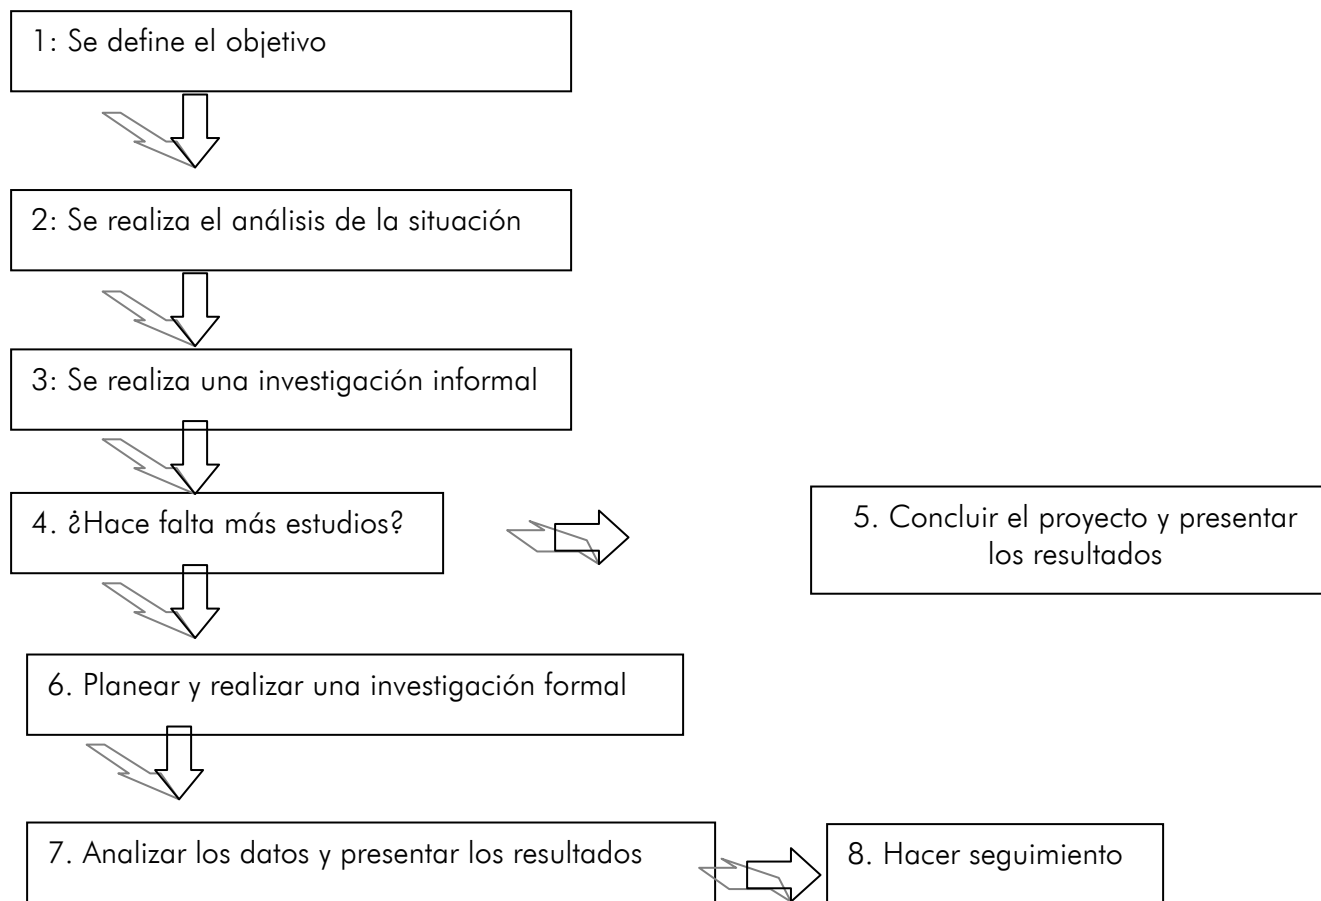 1: Se define el objetivo
2: Se realiza el análisis de la situación
3: Se realiza una investigación informal
4. ¿Hace falta más estudios?
5. Concluir el proyecto y presentar
los resultados
6. Planear y realizar una investigación formal
7. Analizar los datos y presentar los resultados
8. Hacer seguimiento